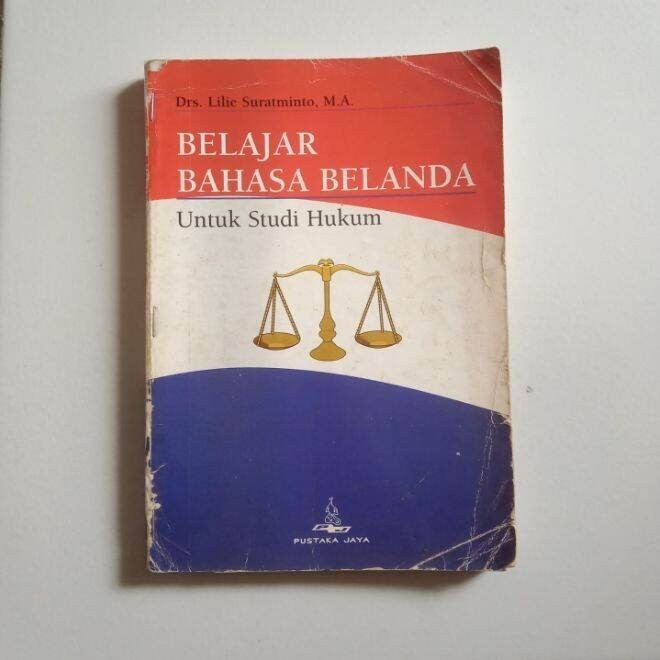 Drs. Lilie Suratminto, M.A.
BELAJAR
BAHASA BELANDA
Untuk Studi Hukum
PUSTAKA JAYA